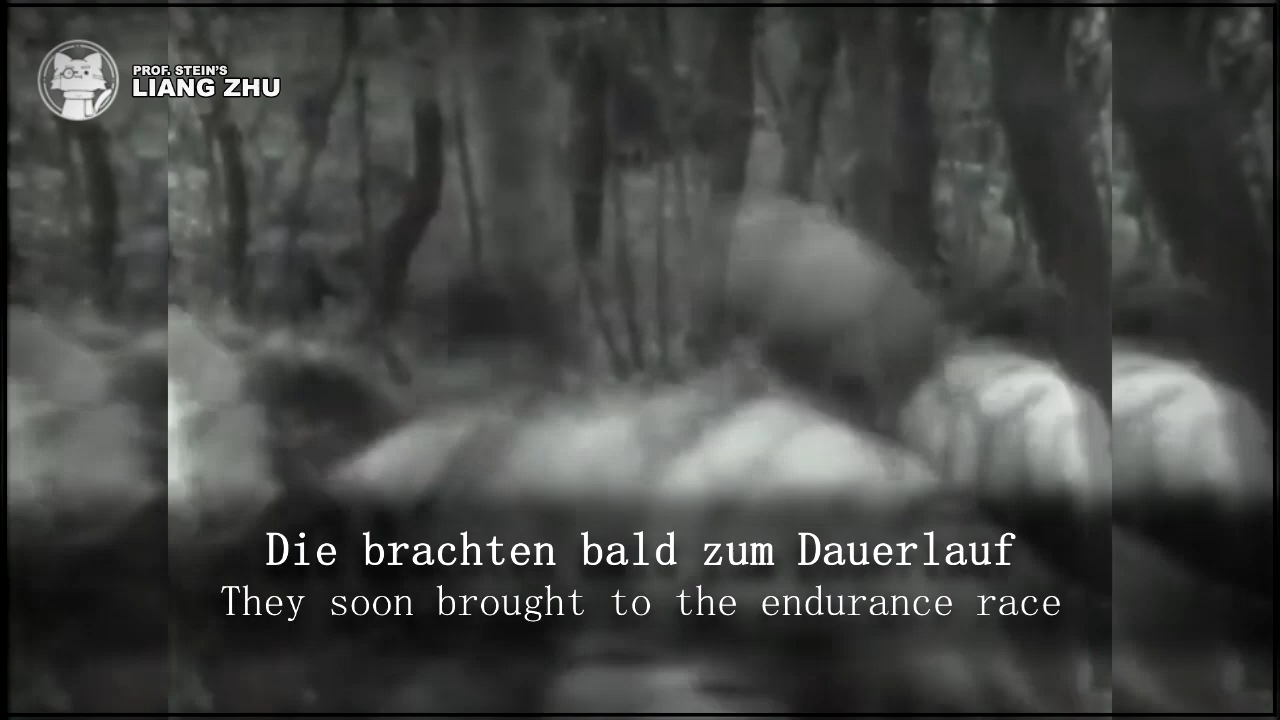 PROF. STEIN'S
LIANG ZHU
Die brachten bald zum Dauerlauf
They soon brought to the endurance race